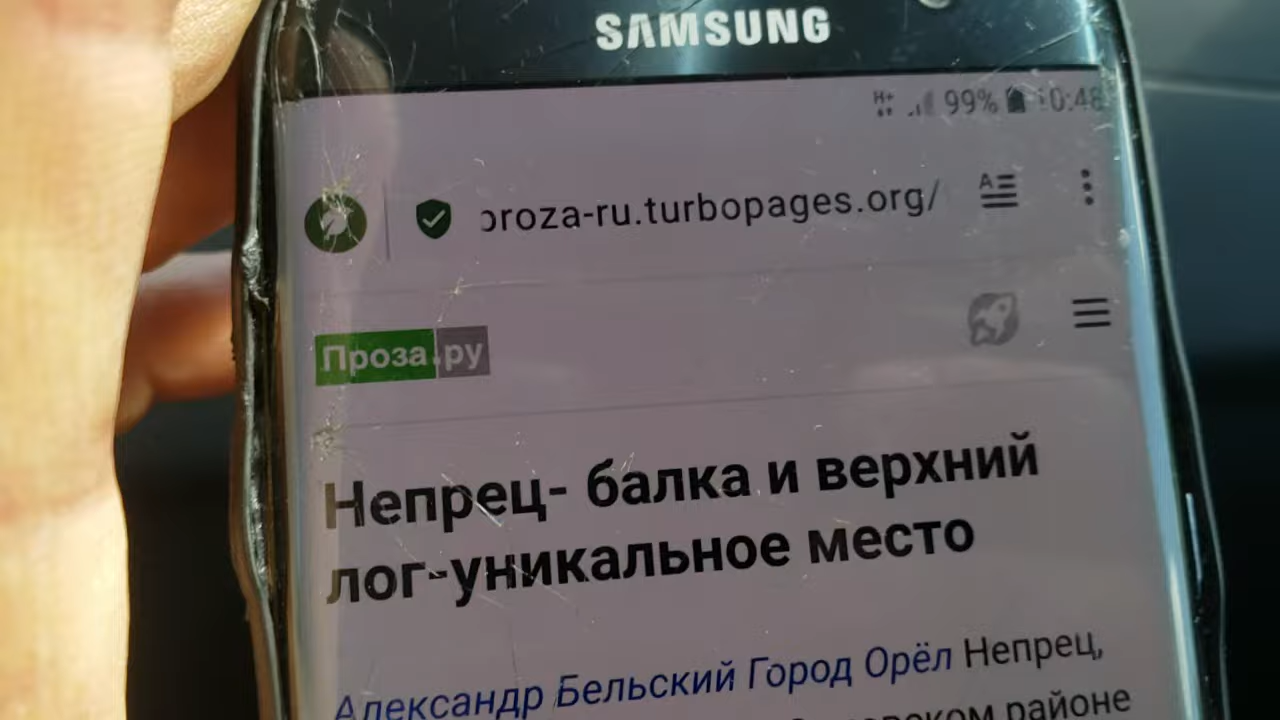 SAMSUNG
H+ 99% 10:48
proza-ru.turbopages.org/
Проза.ру
Непрец- балка и верхний
лог-уникальное место
Александр Бельский Город Орёл Непрец,
районе